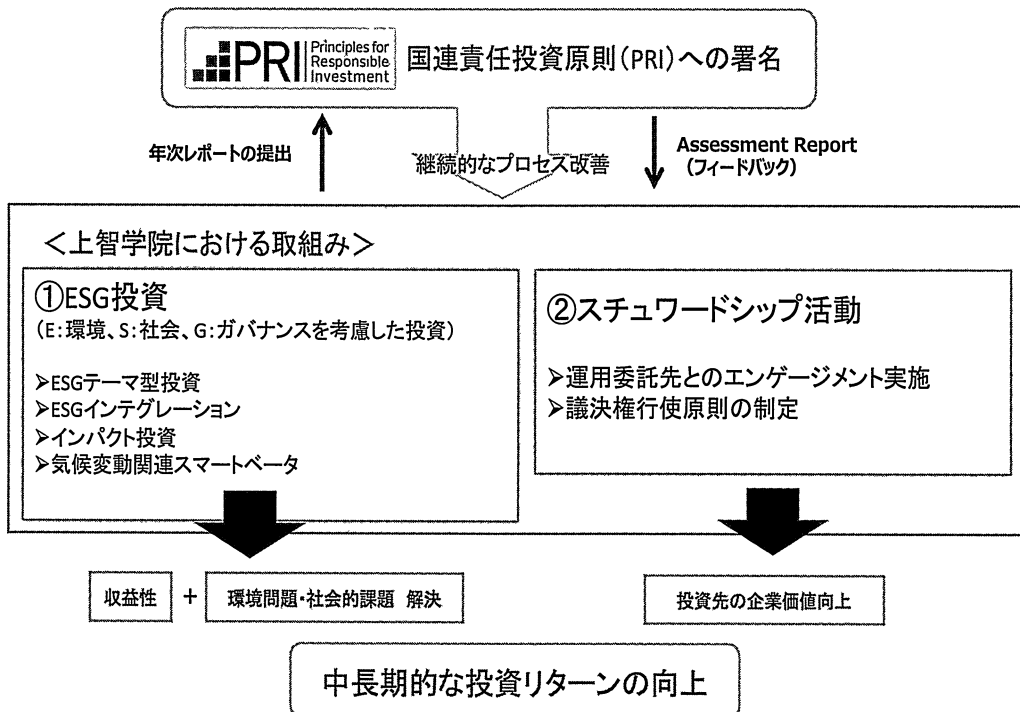 PRI Principles for Responsible Investment 国連責任投資原則(PRI)への署名
年次レポートの提出
継続的なプロセス改善
Assessment Report
(フィードバック)
＜上智学院における取組み＞
①ESG投資
(E:環境、S:社会、G:ガバナンスを考慮した投資)
➢ESGテーマ型投資
➢ESGインテグレーション
➢インパクト投資
➢気候変動関連スマートベータ
②スチュワードシップ活動
➢運用委託先とのエンゲージメント実施
➢議決権行使原則の制定
収益性 + 環境問題・社会的課題 解決
投資先の企業価値向上
中長期的な投資リターンの向上